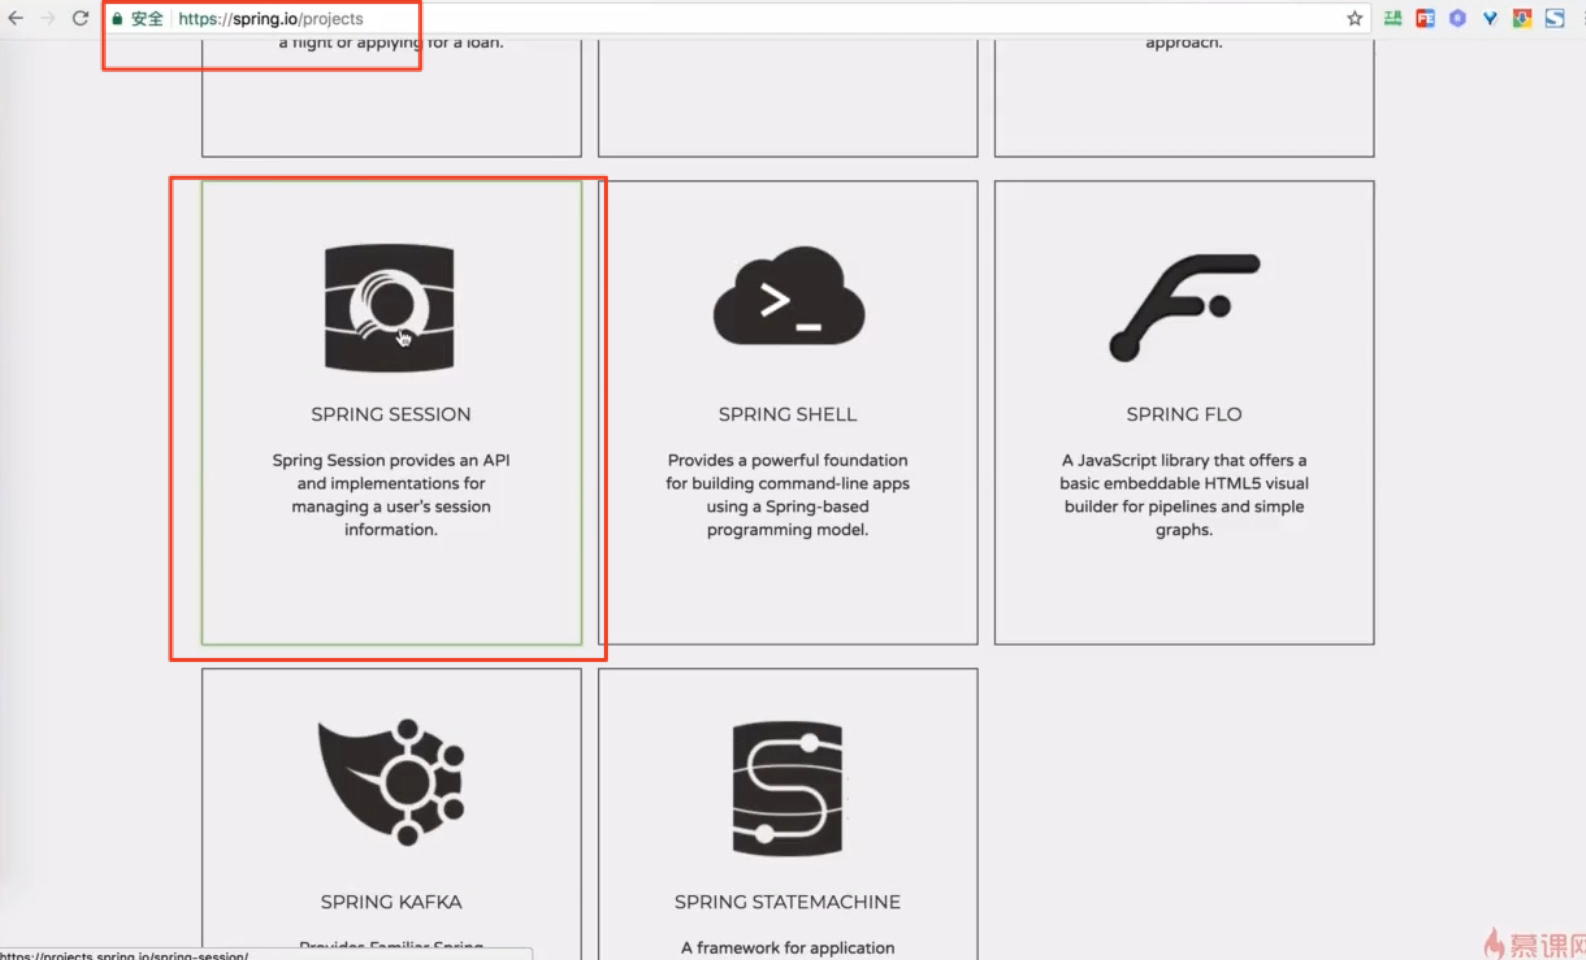 安全 https://spring.io/projects
a flight or applying for a loan.
approach.
SPRING SESSION
Spring Session provides an API
and implementations for
managing a user's session
information.
SPRING SHELL
Provides a powerful foundation
for building command-line apps
using a Spring-based
programming model.
SPRING FLO
A JavaScript library that offers a
basic embeddable HTML5 visual
builder for pipelines and simple
graphs.
SPRING KAFKA
Provides Familiar Spring
SPRING STATEMACHINE
A framework for application
https://projects.spring.io/spring-session/
慕课网